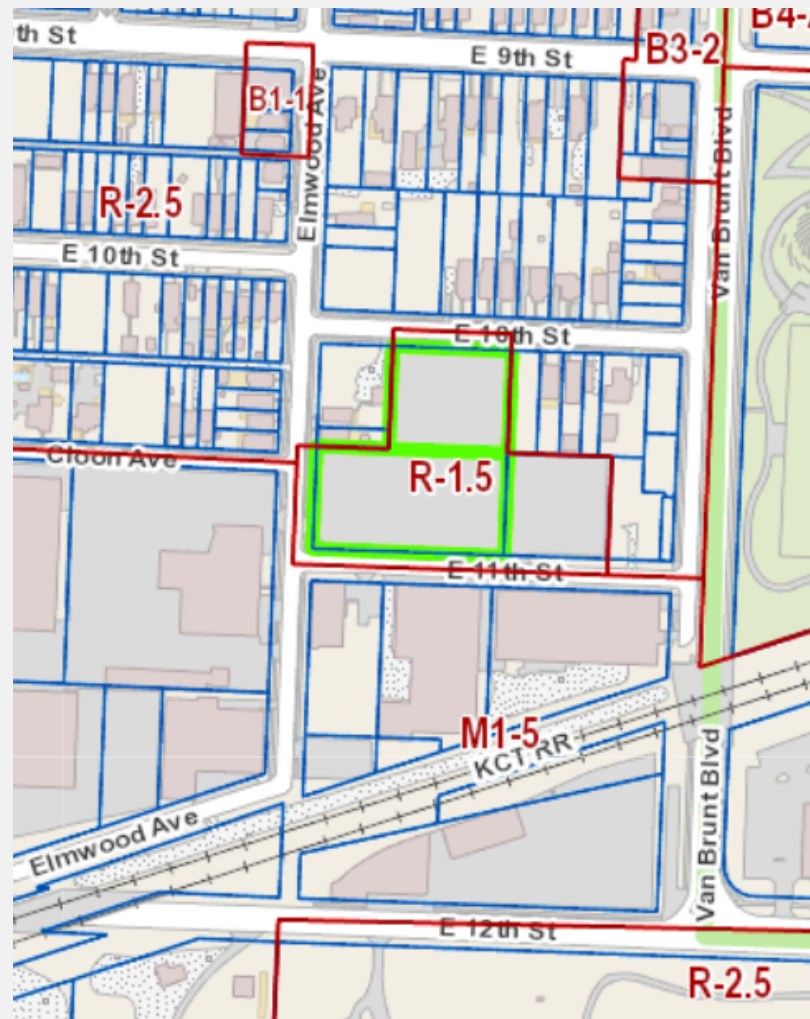 9th St
E 9th St
B3-2
B4-
B1-1
Elmwood Ave
Van Brunt Blvd
R-2.5
E 10th St
E 10th St
Cloon Ave
R-1.5
E 11th St
M1-5
KCT RR
Elmwood Ave
Van Brunt Blvd
E 12th St
R-2.5